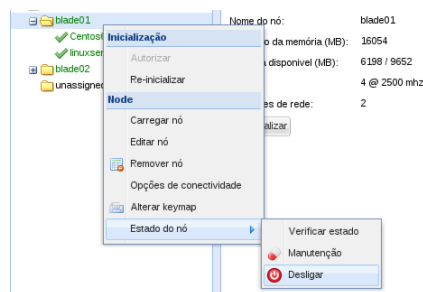 blade01
Centos
linuxser
blade02
unassigne
Inicialização
Autorizar
Re-inicializar
Node
Carregar nó
Editar nó
Remover nó
Opções de conectividade
Alterar keymap
Estado do nó
Verificar estado
Manutenção
Desligar
Nome do nó: blade01
o da memória (MB): 16054
disponivel (MB): 6198 / 9652
4 @ 2500 mhz
es de rede: 2
alizar